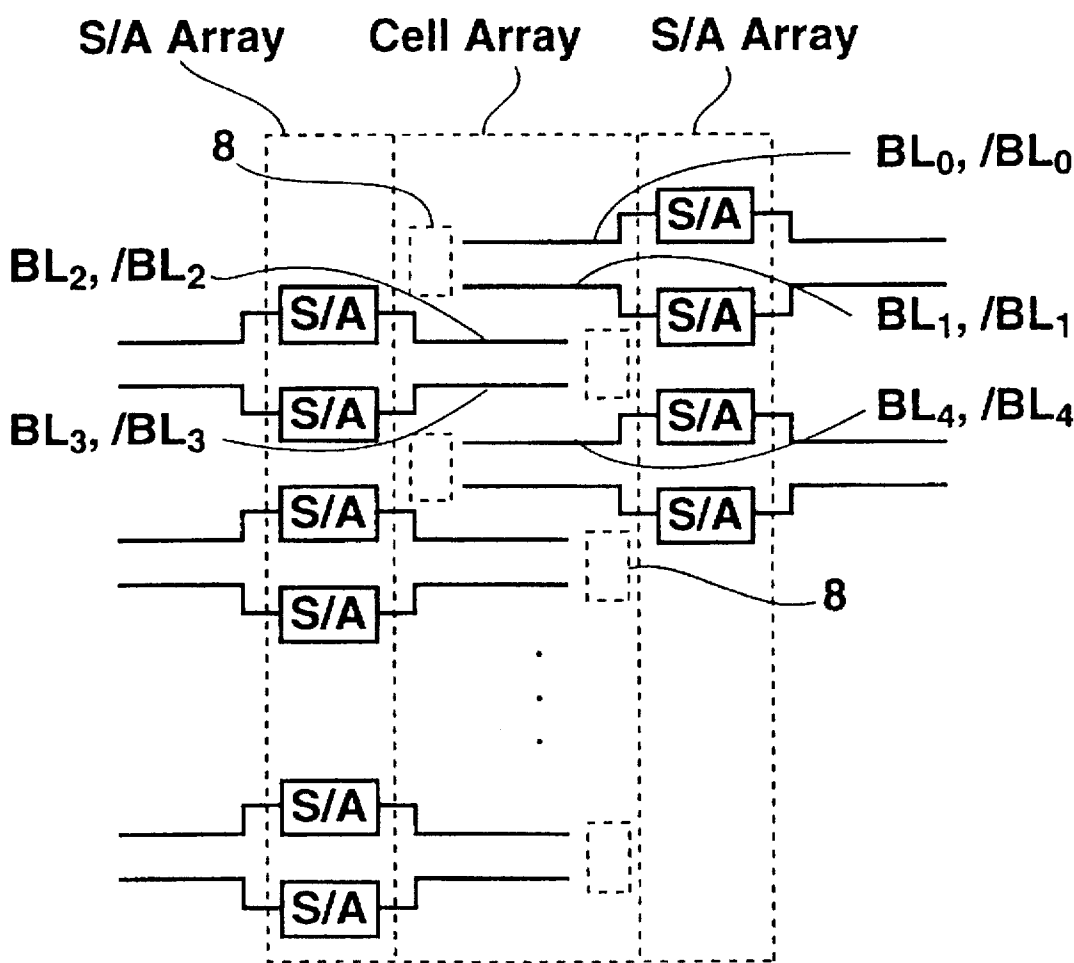 S/A Array Cell Array S/A Array
8
BL0, /BL0
S/A
BL2, /BL2
S/A
S/A
BL1, /BL1
S/A
S/A
BL4, /BL4
BL3, /BL3
S/A
S/A
8
S/A
S/A
S/A